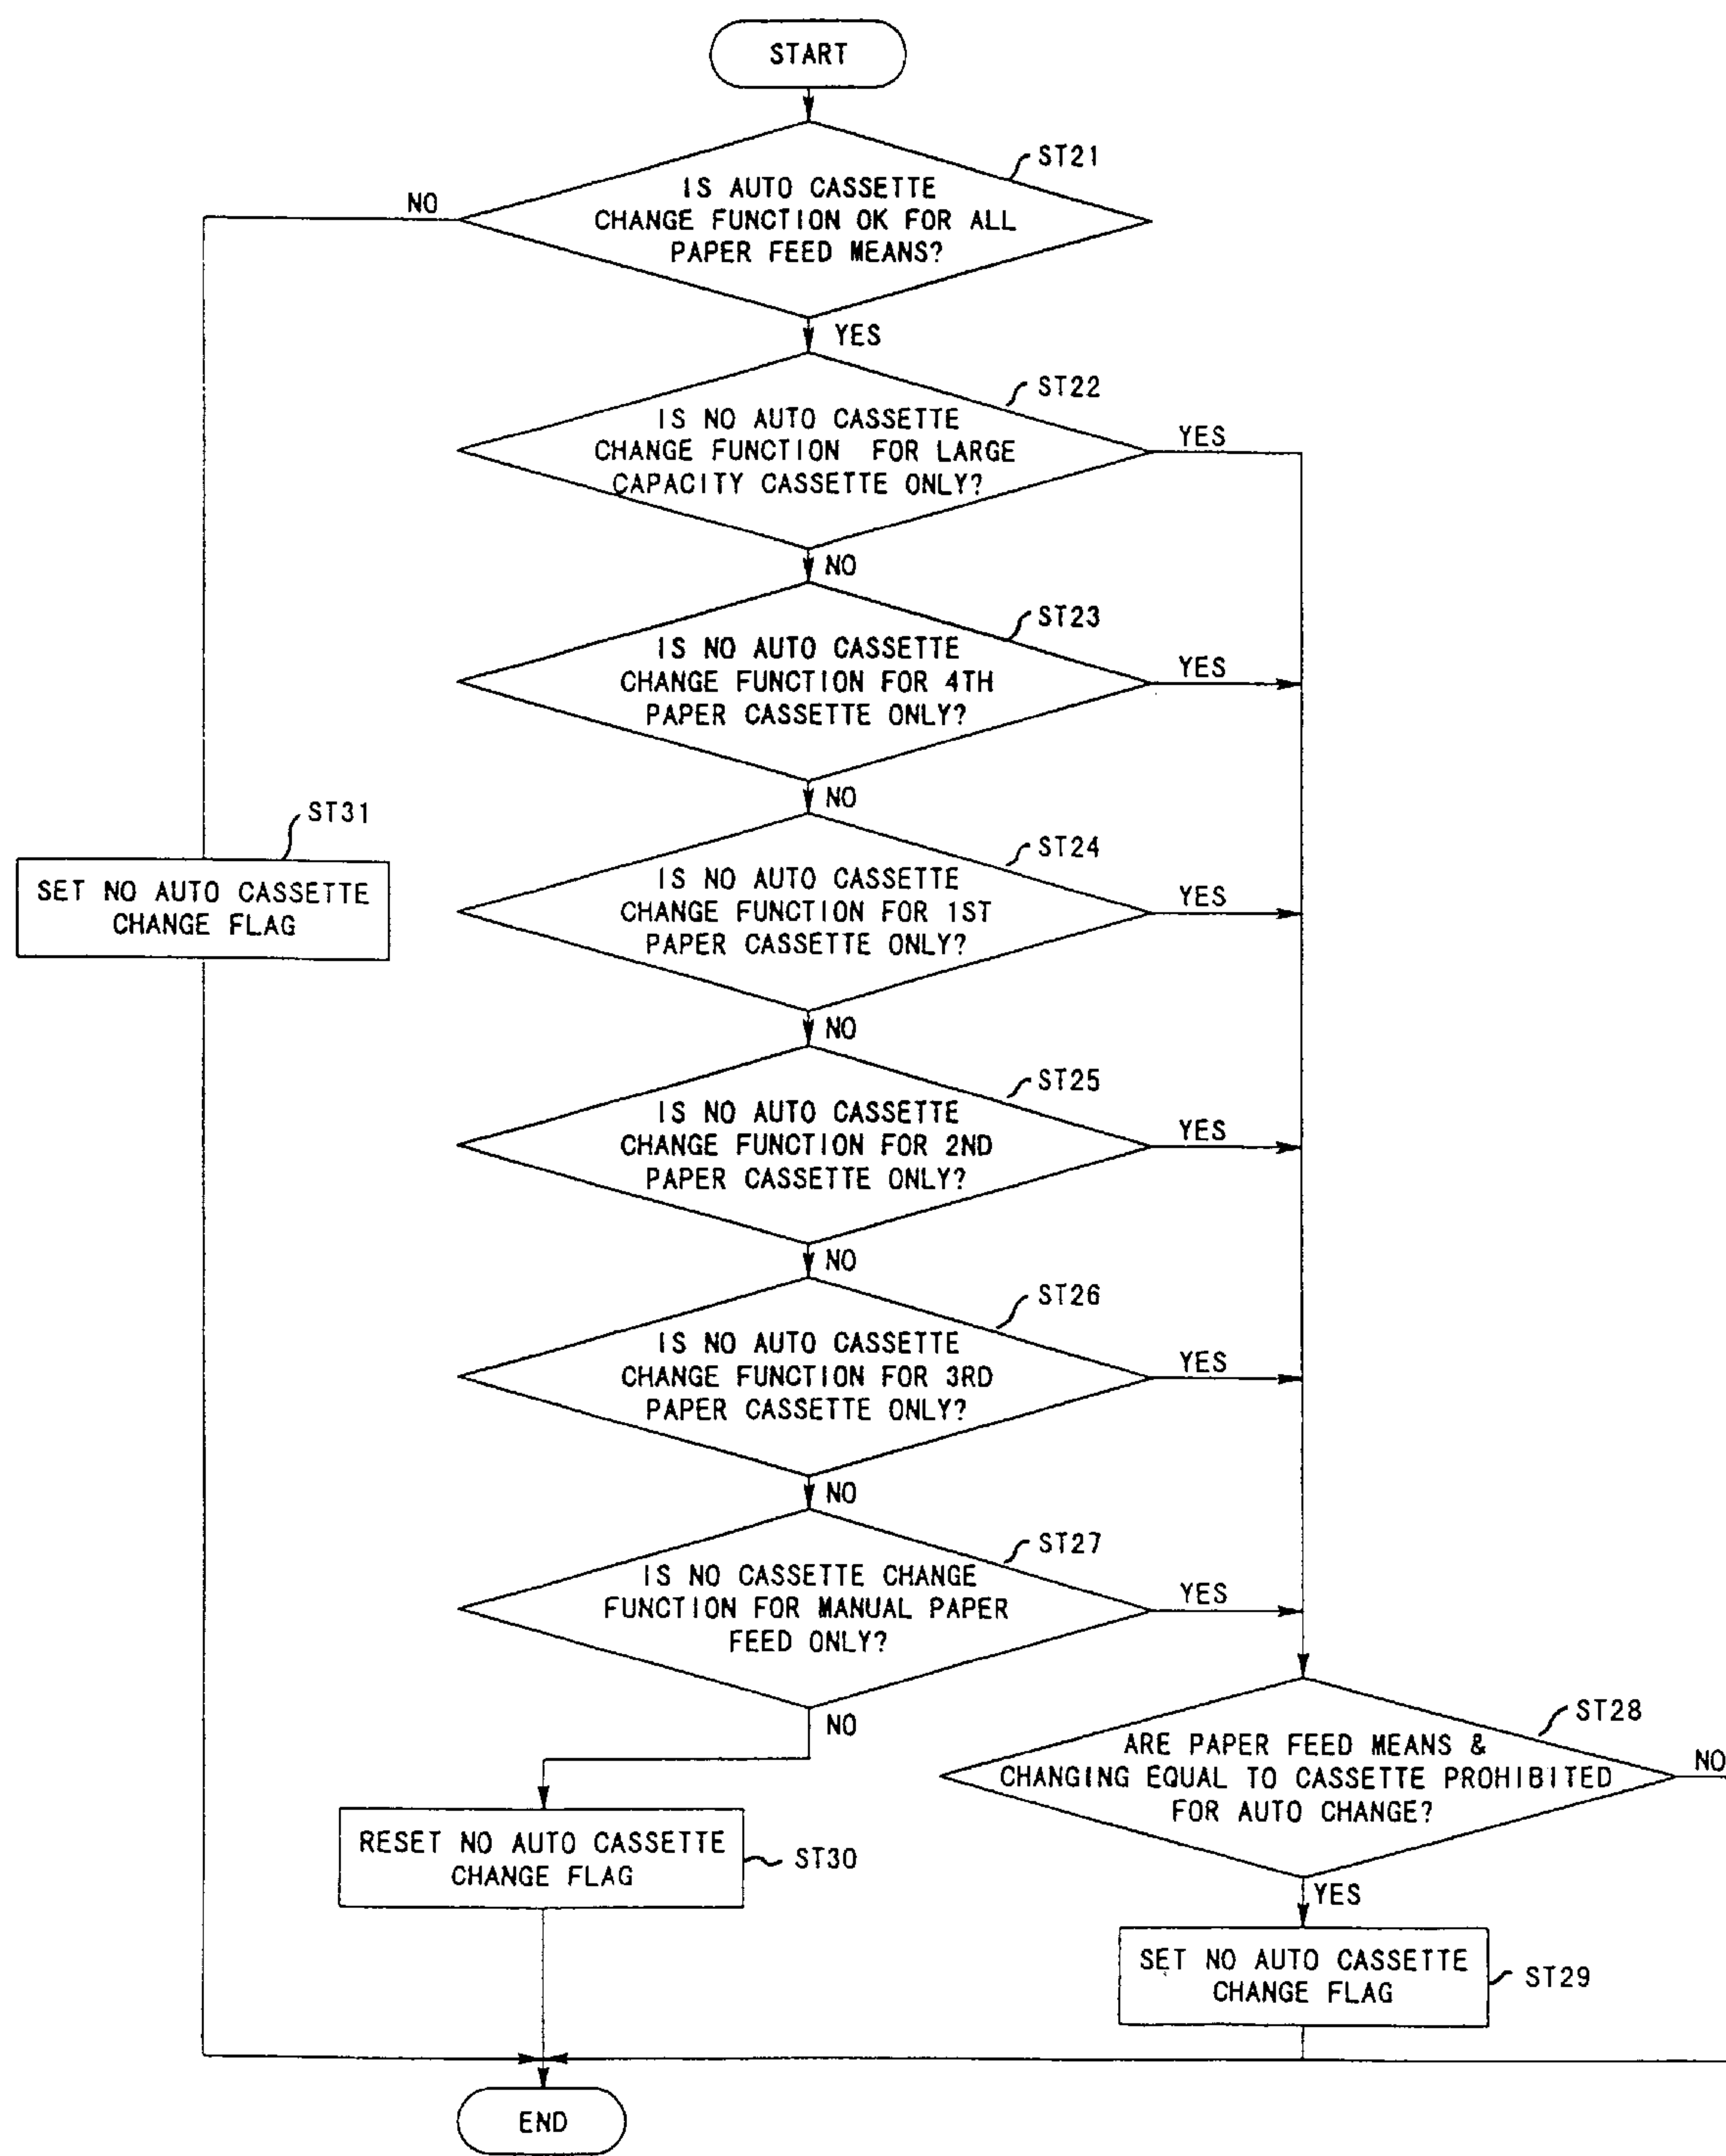 START
ST21
IS AUTO CASSETTE
CHANGE FUNCTION OK FOR ALL
PAPER FEED MEANS?
NO
YES
ST22
IS NO AUTO CASSETTE
CHANGE FUNCTION FOR LARGE
CAPACITY CASSETTE ONLY?
YES
NO
ST23
IS NO AUTO CASSETTE
CHANGE FUNCTION FOR 4TH
PAPER CASSETTE ONLY?
YES
NO
ST31
SET NO AUTO CASSETTE
CHANGE FLAG
ST24
IS NO AUTO CASSETTE
CHANGE FUNCTION FOR 1ST
PAPER CASSETTE ONLY?
YES
NO
ST25
IS NO AUTO CASSETTE
CHANGE FUNCTION FOR 2ND
PAPER CASSETTE ONLY?
YES
NO
ST26
IS NO AUTO CASSETTE
CHANGE FUNCTION FOR 3RD
PAPER CASSETTE ONLY?
YES
NO
ST27
IS NO CASSETTE CHANGE
FUNCTION FOR MANUAL PAPER
FEED ONLY?
YES
NO
ST28
ARE PAPER FEED MEANS &
CHANGING EQUAL TO CASSETTE PROHIBITED
FOR AUTO CHANGE?
NO
YES
RESET NO AUTO CASSETTE
CHANGE FLAG
ST30
SET NO AUTO CASSETTE
CHANGE FLAG
ST29
END